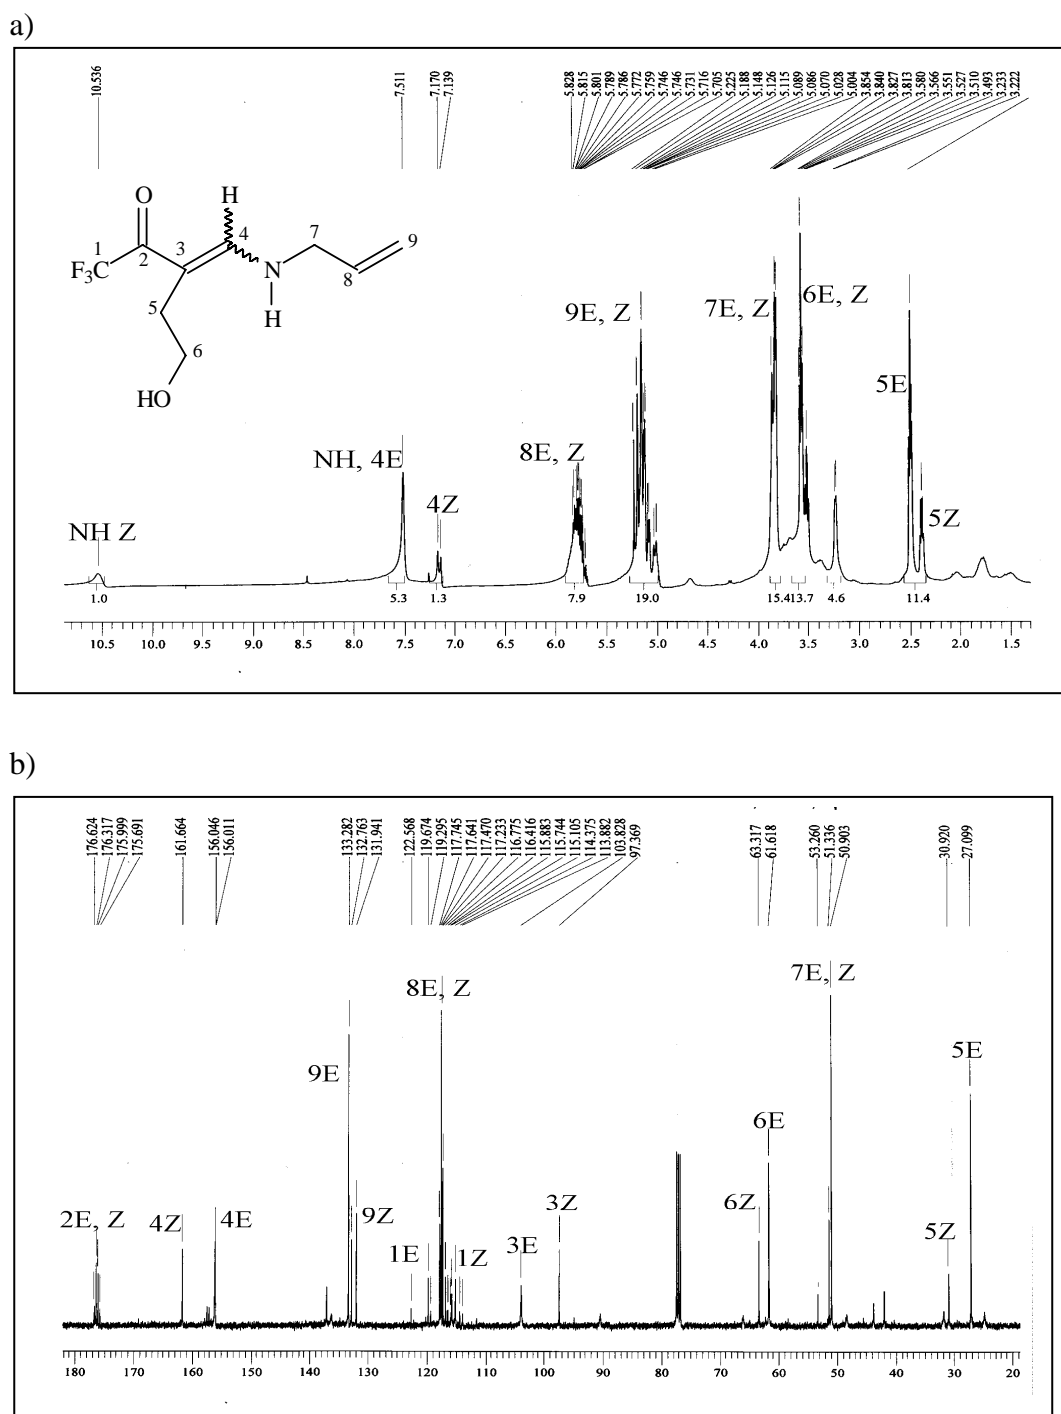 a)
10.536
7.511
7.170
7.139
5.828
5.815
5.801
5.789
5.786
5.772
5.759
5.746
5.746
5.731
5.716
5.705
5.225
5.188
5.148
5.126
5.115
5.089
5.086
5.070
5.028
5.004
3.854
3.840
3.827
3.813
3.580
3.566
3.551
3.527
3.510
3.493
3.233
3.222
O
H
1
2
3
4
7
9
F₃C
N
8
H
5
6
HO
NH Z
NH, 4E
4Z
8E, Z
9E, Z
7E, Z
6E, Z
5E
5Z
1.0 5.3 1.3 7.9 19.0 15.4 13.7 4.6 11.4
10.5 10.0 9.5 9.0 8.5 8.0 7.5 7.0 6.5 6.0 5.5 5.0 4.5 4.0 3.5 3.0 2.5 2.0 1.5
b)
176.624
176.317
175.999
175.691
161.664
156.046
156.011
133.282
132.763
131.941
122.568
119.674
119.295
117.745
117.641
117.470
117.233
116.775
116.416
115.883
115.744
115.105
114.375
113.882
103.828
97.369
63.317
61.618
53.260
51.336
50.903
30.920
27.099
2E, Z
4Z
4E
9E
9Z
1E
8E, Z
1Z
3E
3Z
6Z
6E
7E, Z
5Z
5E
180 170 160 150 140 130 120 110 100 90 80 70 60 50 40 30 20